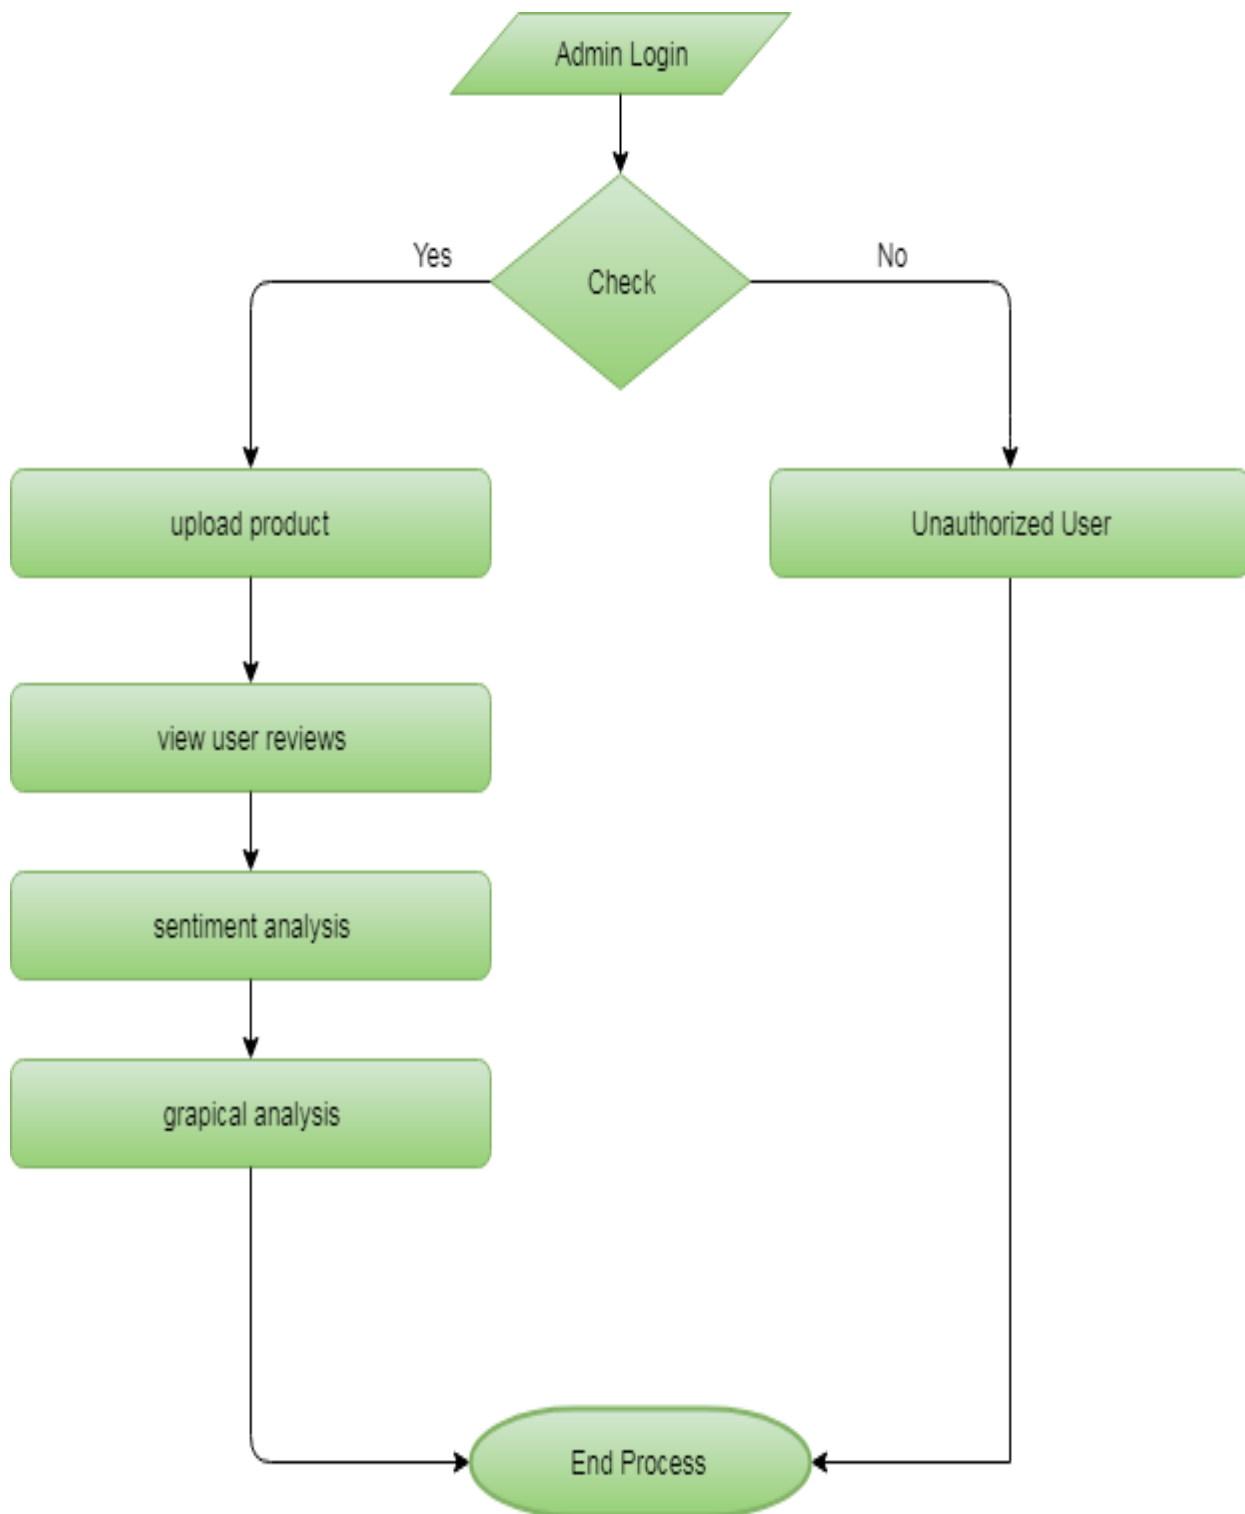 Admin Login
Check
Yes
No
upload product
Unauthorized User
view user reviews
sentiment analysis
grapical analysis
End Process